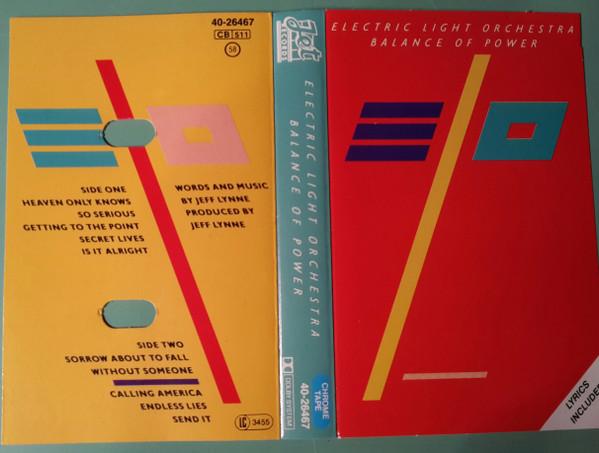 40-26467
CB 511
58
SIDE ONE
HEAVEN ONLY KNOWS
SO SERIOUS
GETTING TO THE POINT
SECRET LIVES
IS IT ALRIGHT
WORDS AND MUSIC
BY JEFF LYNNE
PRODUCED BY
JEFF LYNNE
SIDE TWO
SORROW ABOUT TO FALL
WITHOUT SOMEONE
CALLING AMERICA
ENDLESS LIES
SEND IT
LC 3455
Jet
RECORDS
ELECTRIC LIGHT ORCHESTRA
BALANCE OF POWER
DOLBY SYSTEM
CHROME
TAPE
40-26467
ELECTRIC LIGHT ORCHESTRA
BALANCE OF POWER
LYRICS
INCLUDED